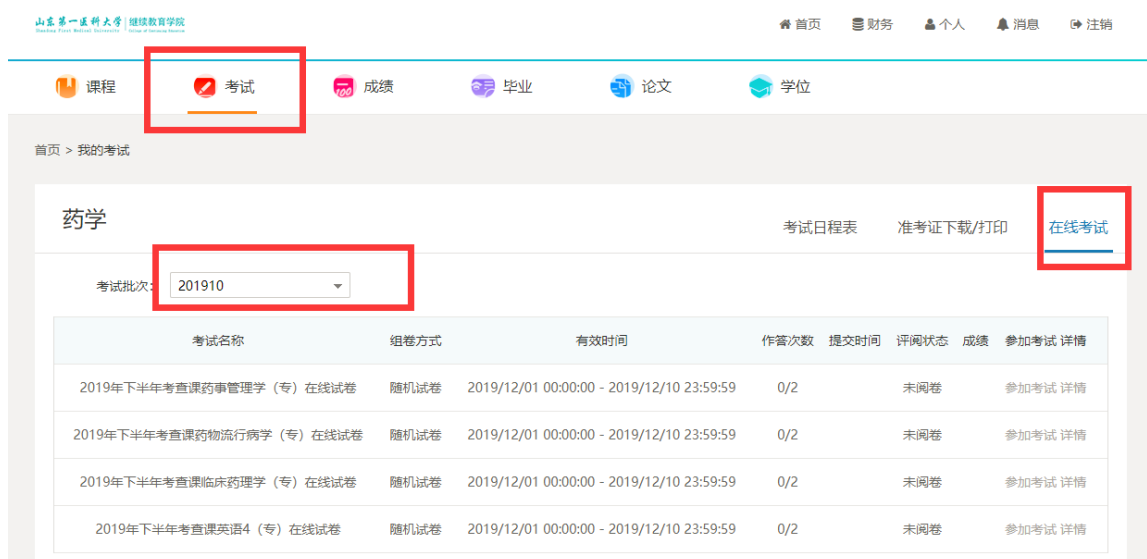 山东第一医科大学 继续教育学院
Shandong First Medical University College of Continuing Education
首页 财务 个人 消息 注销
课程 考试 成绩 毕业 论文 学位
首页 > 我的考试
药学
考试日程表 准考证下载/打印 在线考试
考试批次: 201910
考试名称 组卷方式 有效时间 作答次数 提交时间 评阅状态 成绩 参加考试 详情
2019年下半年考查课药事管理学（专）在线试卷 随机试卷 2019/12/01 00:00:00 - 2019/12/10 23:59:59 0/2 未阅卷 参加考试 详情
2019年下半年考查课药物流行病学（专）在线试卷 随机试卷 2019/12/01 00:00:00 - 2019/12/10 23:59:59 0/2 未阅卷 参加考试 详情
2019年下半年考查课临床药理学（专）在线试卷 随机试卷 2019/12/01 00:00:00 - 2019/12/10 23:59:59 0/2 未阅卷 参加考试 详情
2019年下半年考查课英语4（专）在线试卷 随机试卷 2019/12/01 00:00:00 - 2019/12/10 23:59:59 0/2 未阅卷 参加考试 详情